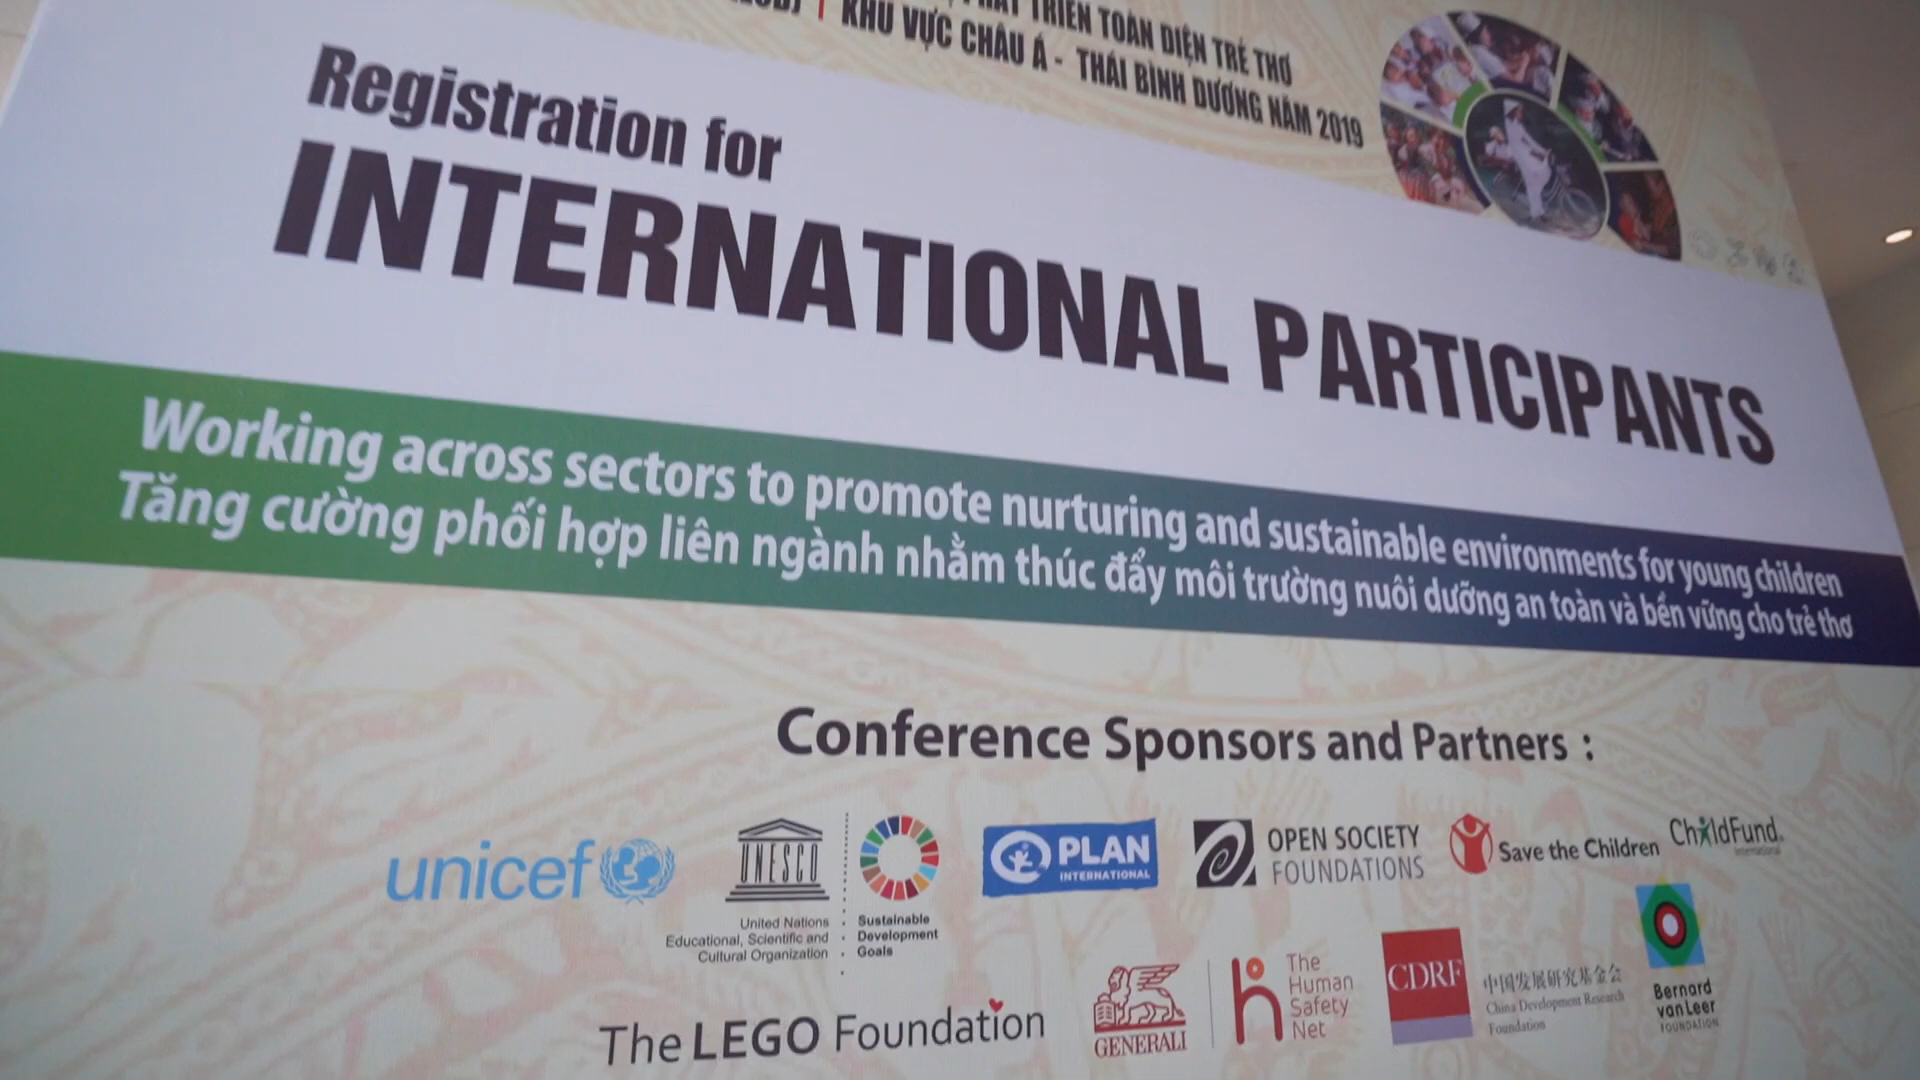 TRIỂN TOÀN DIỆN TRẺ THƠ
KHU VỰC CHÂU Á - THÁI BÌNH DƯƠNG NĂM 2019
Registration for
INTERNATIONAL PARTICIPANTS
Working across sectors to promote nurturing and sustainable environments for young children
Tăng cường phối hợp liên ngành nhằm thúc đẩy môi trường nuôi dưỡng an toàn và bền vững cho trẻ thơ
Conference Sponsors and Partners :
unicef
UNESCO
United Nations
Educational, Scientific and
Cultural Organization
Sustainable
Development
Goals
PLAN
INTERNATIONAL
OPEN SOCIETY
FOUNDATIONS
Save the Children
ChildFund
International
The LEGO Foundation
GENERALI
The
Human
Safety
Net
CDRF
中国发展研究基金会
China Development Research
Foundation
Bernard
van Leer
FOUNDATION